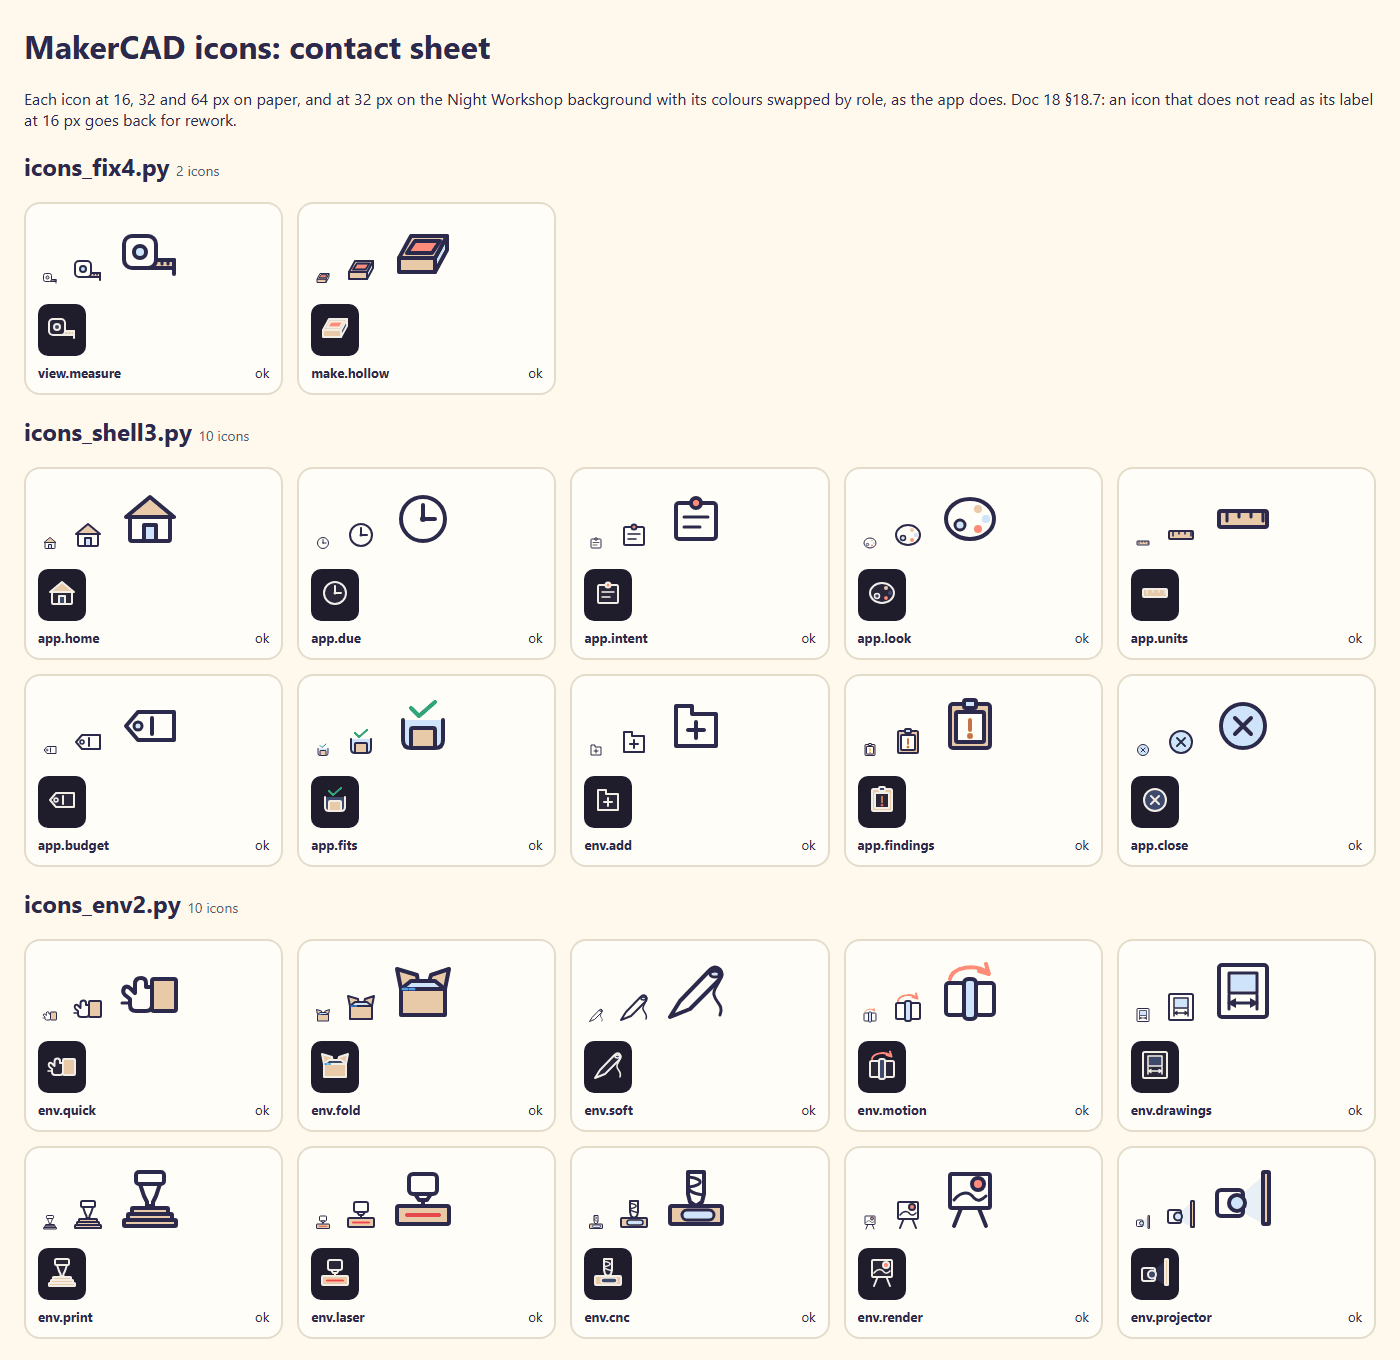 MakerCAD icons: contact sheet
Each icon at 16, 32 and 64 px on paper, and at 32 px on the Night Workshop background with its colours swapped by role, as the app does. Doc 18 §18.7: an icon that does not read as its label
at 16 px goes back for rework.
icons_fix4.py 2 icons
view.measure ok
make.hollow ok
icons_shell3.py 10 icons
app.home ok
app.due ok
app.intent ok
app.look ok
app.units ok
app.budget ok
app.fits ok
env.add ok
app.findings ok
app.close ok
icons_env2.py 10 icons
env.quick ok
env.fold ok
env.soft ok
env.motion ok
env.drawings ok
env.print ok
env.laser ok
env.cnc ok
env.render ok
env.projector ok